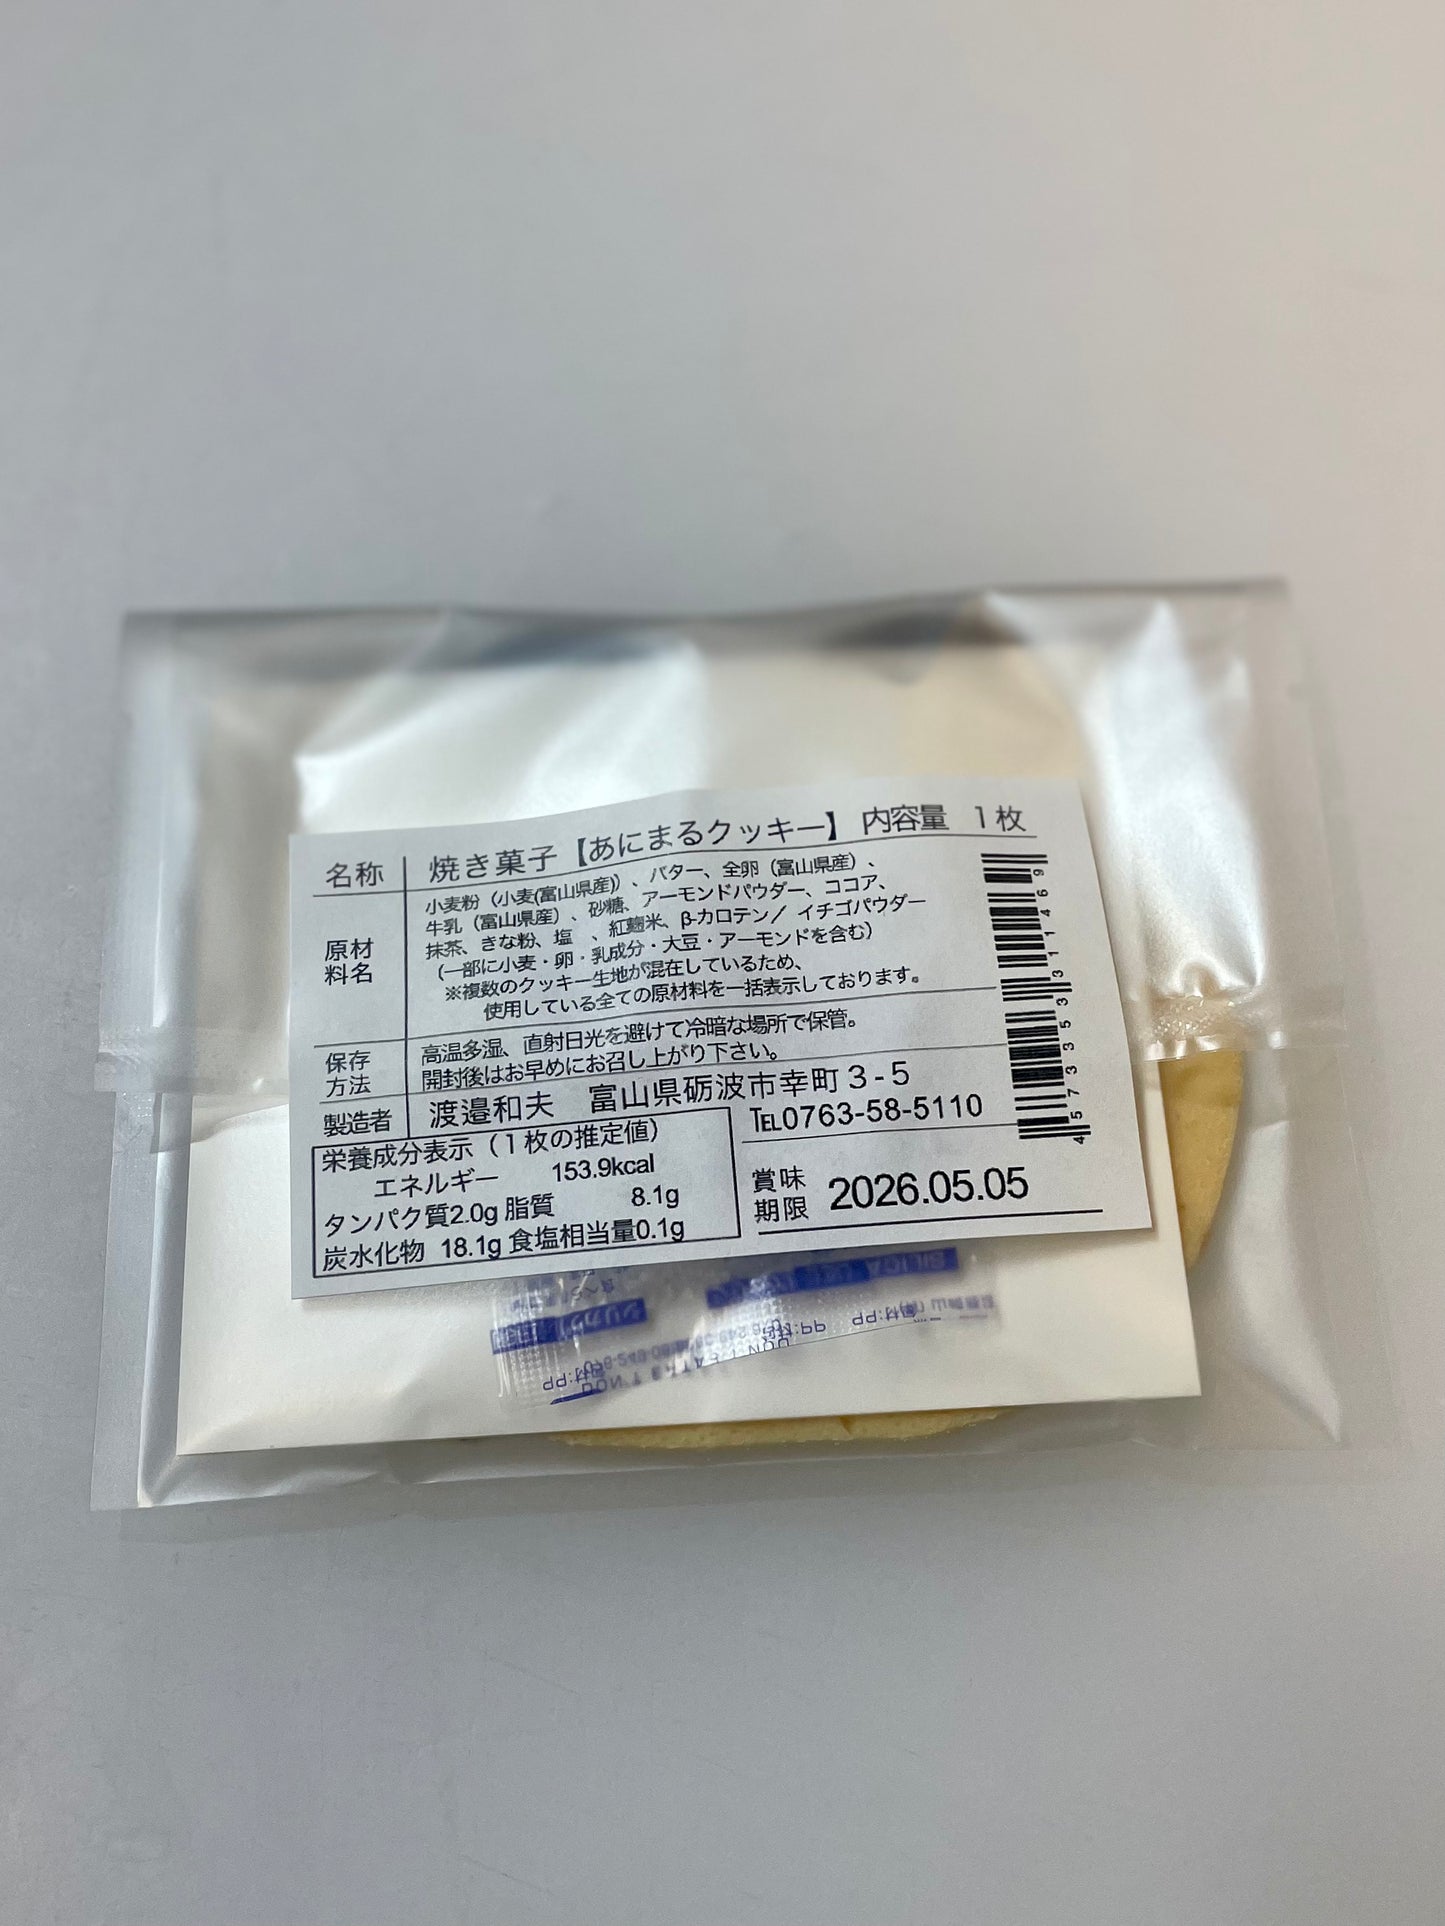 名称 焼き菓子【あにまるクッキー】 内容量 1枚
原材料名
小麦粉（小麦(富山県産)）、バター、全卵（富山県産）、
牛乳（富山県産）、砂糖、アーモンドパウダー、ココア、
抹茶、きな粉、塩 、紅麹米、β-カロテン／ イチゴパウダー
（一部に小麦・卵・乳成分・大豆・アーモンドを含む）
※複数のクッキー生地が混在しているため、
使用している全ての原材料を一括表示しております。
保存方法
高温多湿、直射日光を避けて冷暗な場所で保管。
開封後はお早めにお召し上がり下さい。
製造者 渡邉和夫 富山県砺波市幸町3-5
℡0763-58-5110
栄養成分表示（1枚の推定値）
エネルギー 153.9kcal
タンパク質2.0g 脂質 8.1g
炭水化物 18.1g 食塩相当量0.1g
賞味期限 2026.05.05
4573353311469
シリカゲル